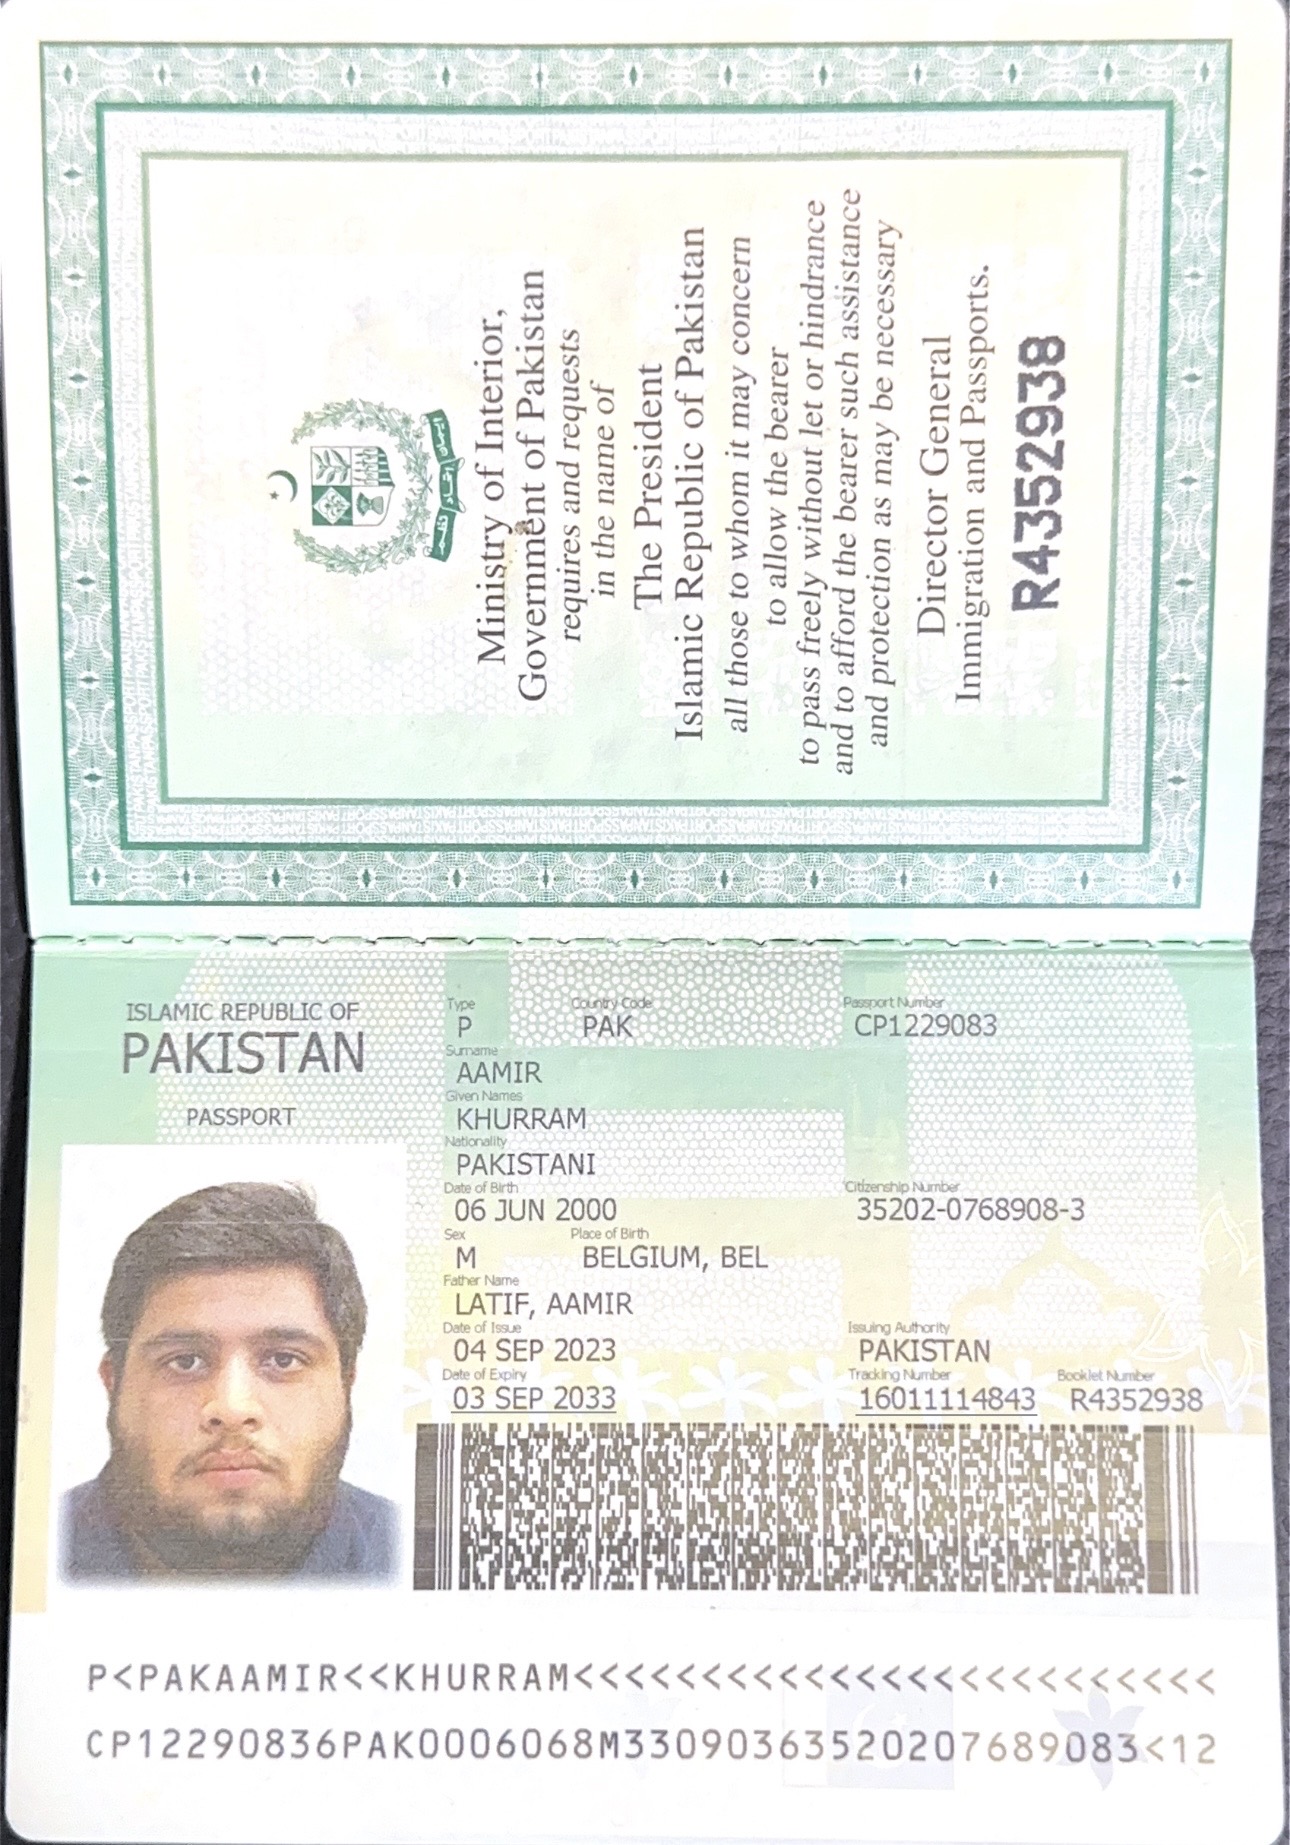 Ministry of Interior,
Government of Pakistan
requires and requests
in the name of
The President
Islamic Republic of Pakistan
all those to whom it may concern
to allow the bearer
to pass freely without let or hindrance
and to afford the bearer such assistance
and protection as may be necessary
Director General
Immigration and Passports.
R4352938
ISLAMIC REPUBLIC OF
PAKISTAN
PASSPORT
Type Country Code Passport Number
P PAK CP1229083
Surname
AAMIR
Given Names
KHURRAM
Nationality
PAKISTANI
Date of Birth Citizenship Number
06 JUN 2000 35202-0768908-3
Sex Place of Birth
M BELGIUM, BEL
Father Name
LATIF, AAMIR
Date of Issue Issuing Authority
04 SEP 2023 PAKISTAN
Date of Expiry Tracking Number Booklet Number
03 SEP 2033 16011114843 R4352938
P<PAKAAMIR<<KHURRAM<<<<<<<<<<<<<<<<<<<<<<<<<
CP12290836PAK0006068M33090363520207689083<12